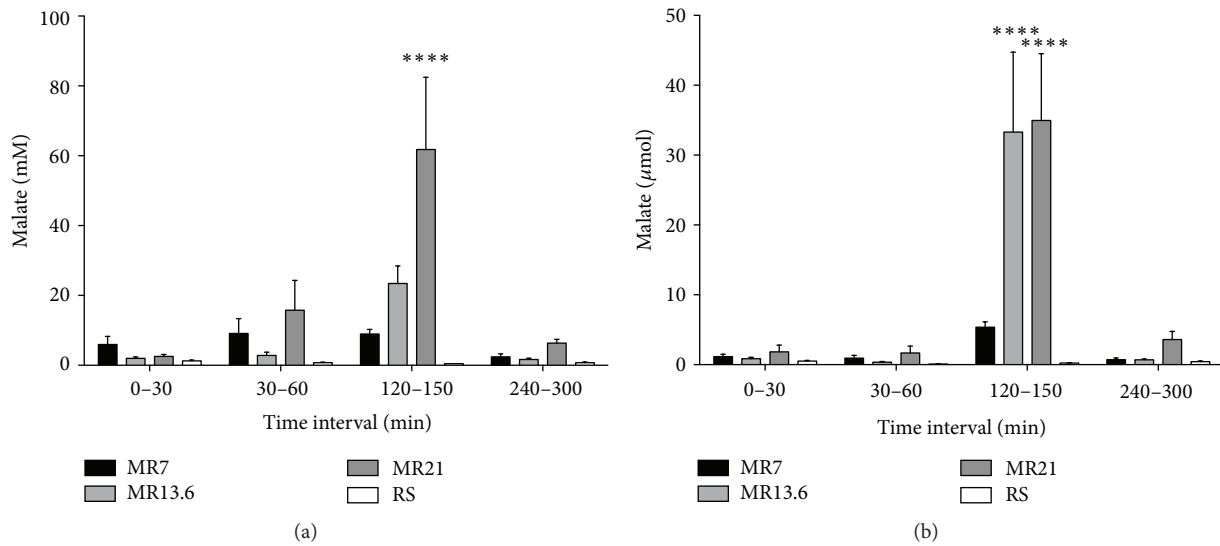 100
80
60
40
20
0
Malate (mM)
∗∗∗∗
0–30
30–60
120–150
240–300
Time interval (min)
MR7
MR13.6
MR21
RS
(a)
50
40
30
20
10
0
Malate (μmol)
∗∗∗∗
∗∗∗∗
0–30
30–60
120–150
240–300
Time interval (min)
MR7
MR13.6
MR21
RS
(b)